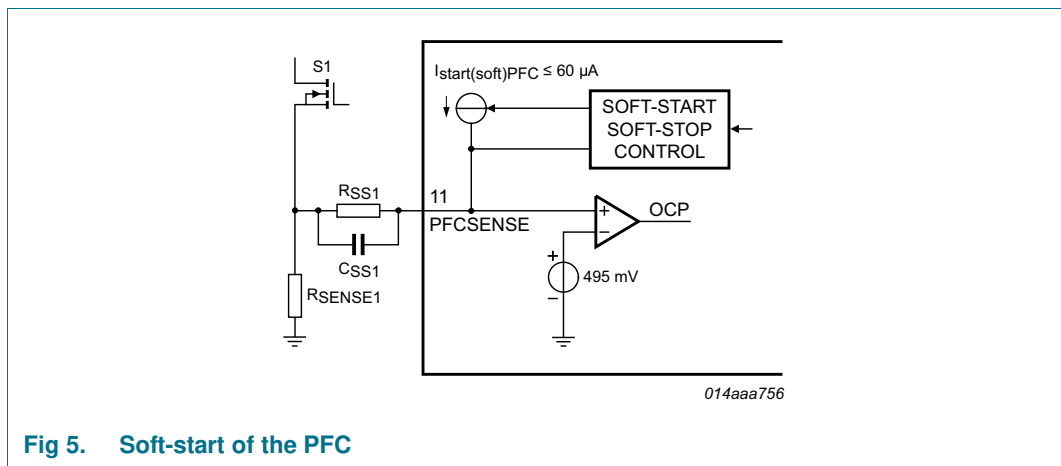 S1
Istart(soft)PFC ≤ 60 μA
SOFT-START
SOFT-STOP
CONTROL
RSS1
11
PFCSENSE
CSS1
RSENSE1
+
−
OCP
+
495 mV
−
014aaa756
Fig 5. Soft-start of the PFC